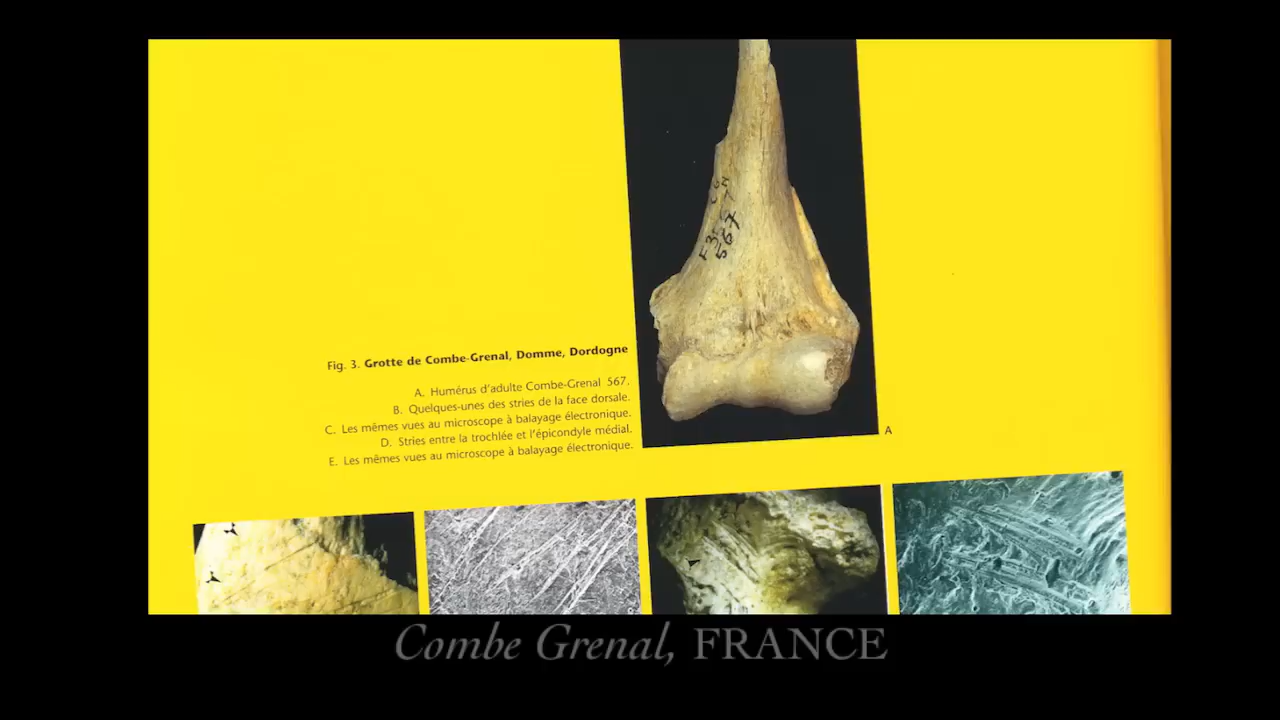 F3
567
Fig. 3. Grotte de Combe-Grenal, Domme, Dordogne
A. Humérus d'adulte Combe-Grenal 567.
B. Quelques-unes des stries de la face dorsale.
C. Les mêmes vues au microscope à balayage électronique.
D. Stries entre la trochlée et l'épicondyle médial.
E. Les mêmes vues au microscope à balayage électronique.
A
Combe Grenal, FRANCE